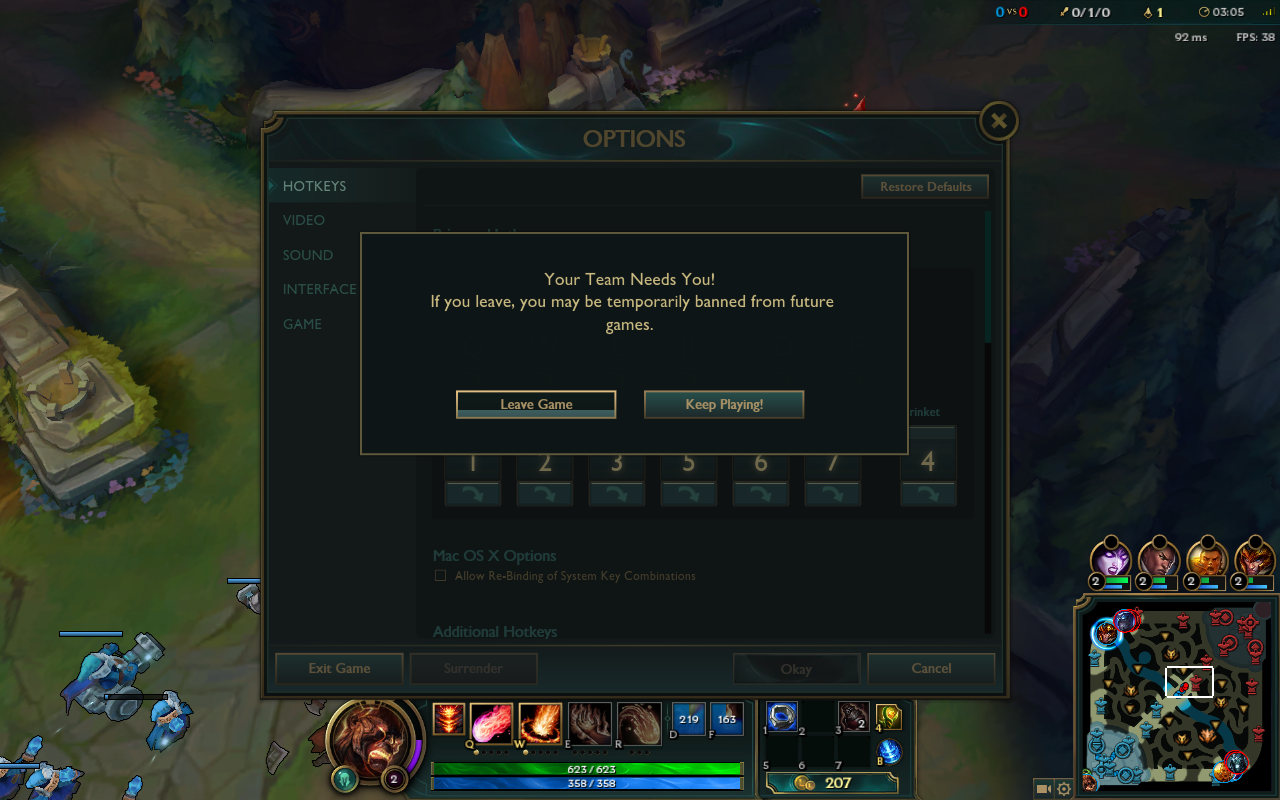 0 vs 0 0/1/0 1 03:05
92 ms FPS: 38
OPTIONS
HOTKEYS
Restore Defaults
VIDEO
SOUND
INTERFACE
GAME
Your Team Needs You!
If you leave, you may be temporarily banned from future
games.
Leave Game Keep Playing!
rinket
1 2 3 5 6 7 4
Mac OS X Options
Allow Re-Binding of System Key Combinations
Additional Hotkeys
Exit Game Surrender Okay Cancel
2 2 2 2
219 163
Q W E R D F
2
623 / 623
358 / 358
1 2 3 2 4
5 6 7 B
207